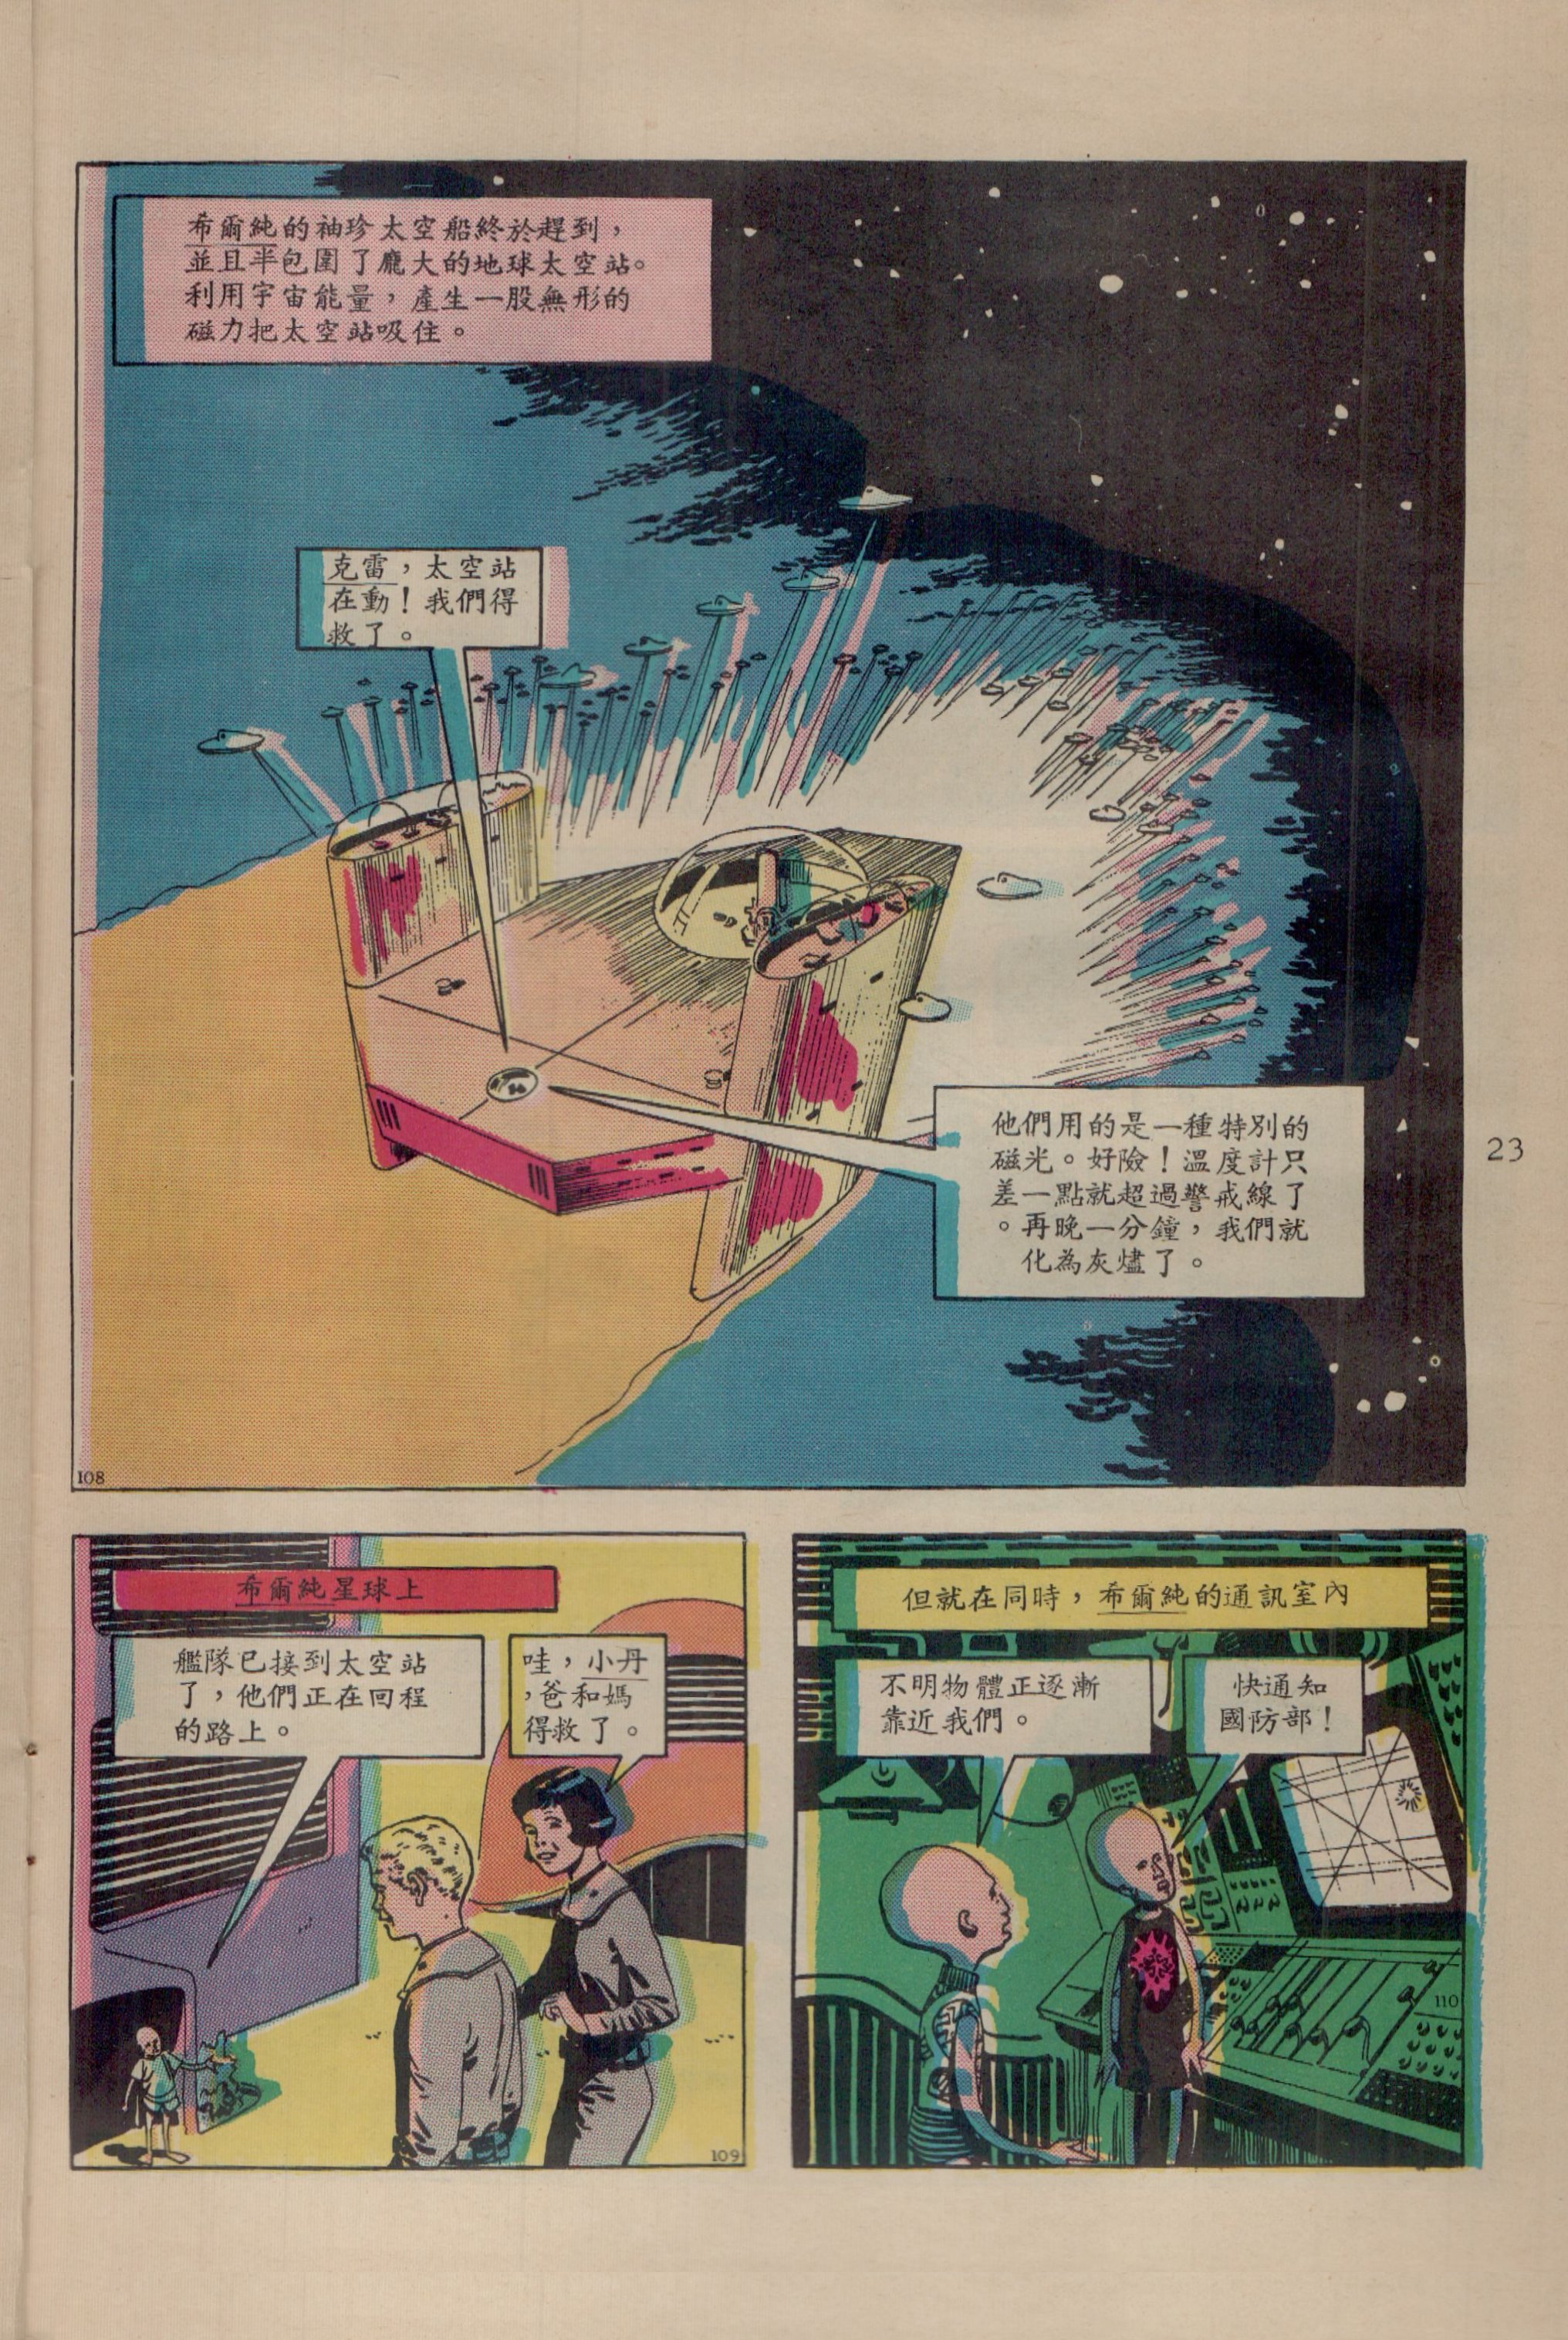 希爾純的袖珍太空船終於趕到，
並且半包圍了龐大的地球太空站。
利用宇宙能量，產生一股無形的
磁力把太空站吸住。
克雷，太空站
在動！我們得
救了。
他們用的是一種特別的
磁光。好險！溫度計只
差一點就超過警戒線了
。再晚一分鐘，我們就
化為灰燼了。
23
108
希爾純星球上
艦隊已接到太空站
了，他們正在回程
的路上。
哇，小丹
，爸和媽
得救了。
109
但就在同時，希爾純的通訊室內
不明物體正逐漸
靠近我們。
快通知
國防部！
110